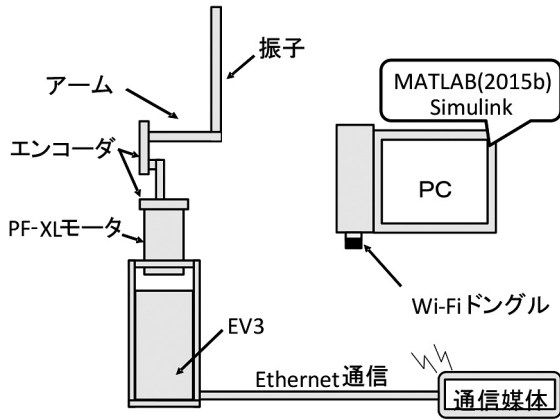 振子
アーム
MATLAB(2015b)
Simulink
エンコーダ
PC
PF-XLモータ
Wi-Fiドングル
EV3
Ethernet通信
通信媒体